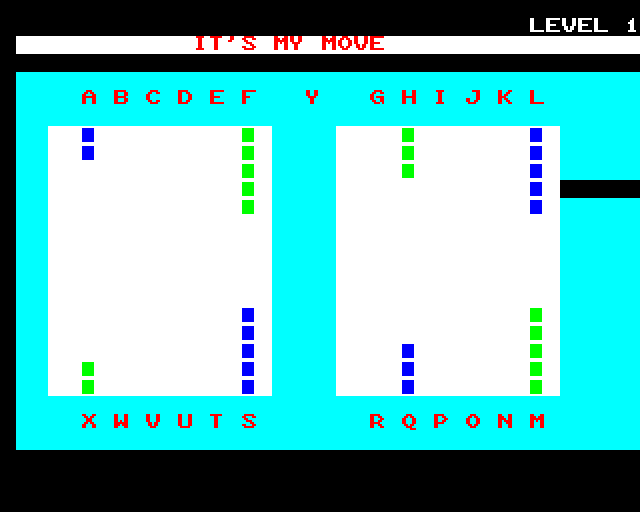 LEVEL 1
IT'S MY MOVE
A B C D E F Y G H I J K L
X W V U T S R Q P O N M